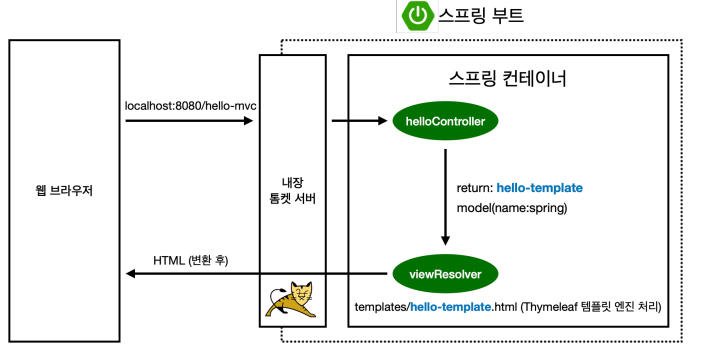 스프링 부트
스프링 컨테이너
localhost:8080/hello-mvc
helloController
웹 브라우저
내장
톰켓 서버
return: hello-template
model(name:spring)
HTML (변환 후)
viewResolver
templates/hello-template.html (Thymeleaf 템플릿 엔진 처리)